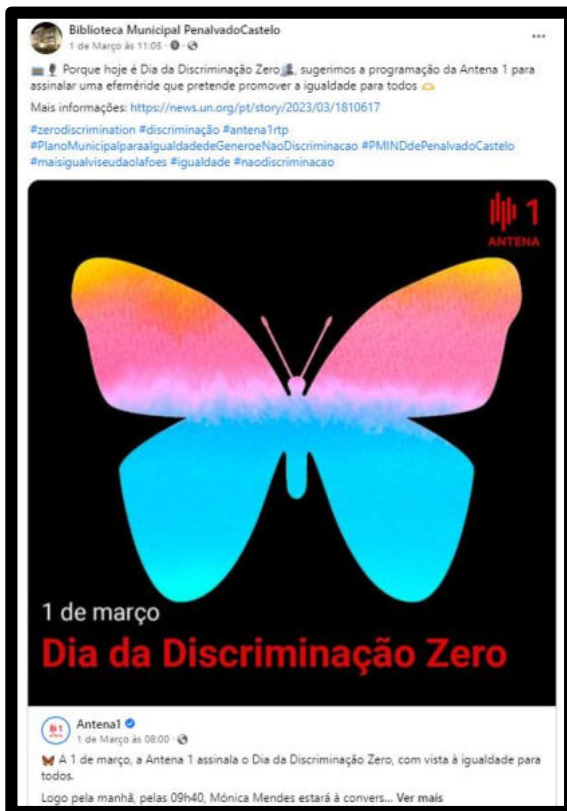 Biblioteca Municipal PenalvadoCastelo
1 de Março às 11:05 ·
Porque hoje é Dia da Discriminação Zero, sugerimos a programação da Antena 1 para
assinalar uma efeméride que pretende promover a igualdade para todos
Mais informações: https://news.un.org/pt/story/2023/03/1810617
#zerodiscrimination #discriminação #antena1rtp
#PlanoMunicipalparaaIgualdadedeGeneroeNaoDiscriminacao #PMINDdePenalvadoCastelo
#maisigualviseudaolafoes #igualdade #naodiscriminacao
1
ANTENA
1 de março
Dia da Discriminação Zero
Antena1
1 de Março às 08:00 ·
A 1 de março, a Antena 1 assinala o Dia da Discriminação Zero, com vista à igualdade para
todos.
Logo pela manhã, pelas 09h40, Mónica Mendes estará à convers... Ver mais